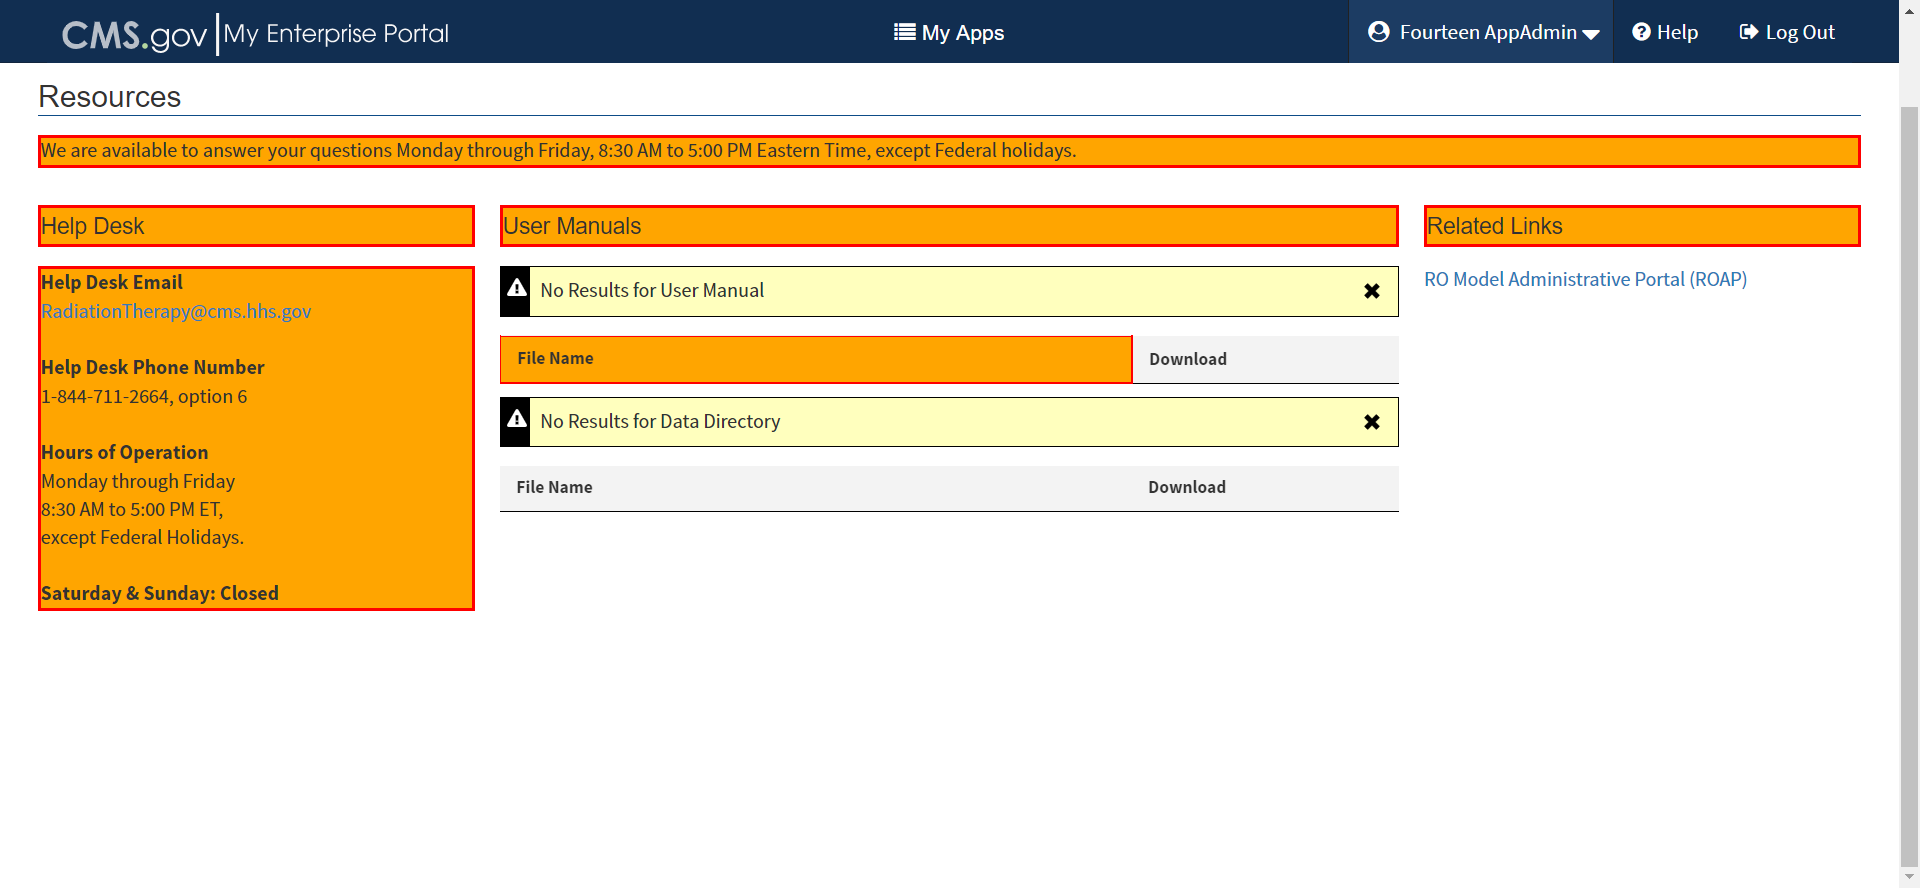 CMS.gov My Enterprise Portal
My Apps
Fourteen AppAdmin
Help
Log Out
Resources
We are available to answer your questions Monday through Friday, 8:30 AM to 5:00 PM Eastern Time, except Federal holidays.
Help Desk
Help Desk Email
RadiationTherapy@cms.hhs.gov
Help Desk Phone Number
1-844-711-2664, option 6
Hours of Operation
Monday through Friday
8:30 AM to 5:00 PM ET,
except Federal Holidays.
Saturday & Sunday: Closed
User Manuals
No Results for User Manual
File Name Download
No Results for Data Directory
File Name Download
Related Links
RO Model Administrative Portal (ROAP)